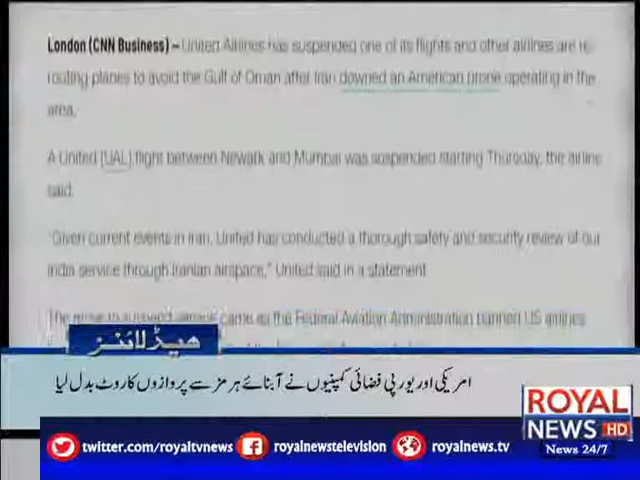 London (CNN Business) – United Airlines has suspended one of its flights and other airlines are re-
routing planes to avoid the Gulf of Oman after Iran downed an American drone operating in the
area.
A United (UAL) flight between Newark and Mumbai was suspended starting Thursday, the airline
said.
"Given current events in Iran, United has conducted a thorough safety and security review of our
India service through Iranian airspace," United said in a statement
The move to suspend service came as the Federal Aviation Administration banned US airlines
ہیڈلائنز
امریکی اور یورپی فضائی کمپنیوں نے آبنائے ہرمز سے پروازوں کا روٹ بدل لیا
ROYAL
NEWS HD
News 24/7
twitter.com/royaltvnews
royalnewstelevision
royalnews.tv